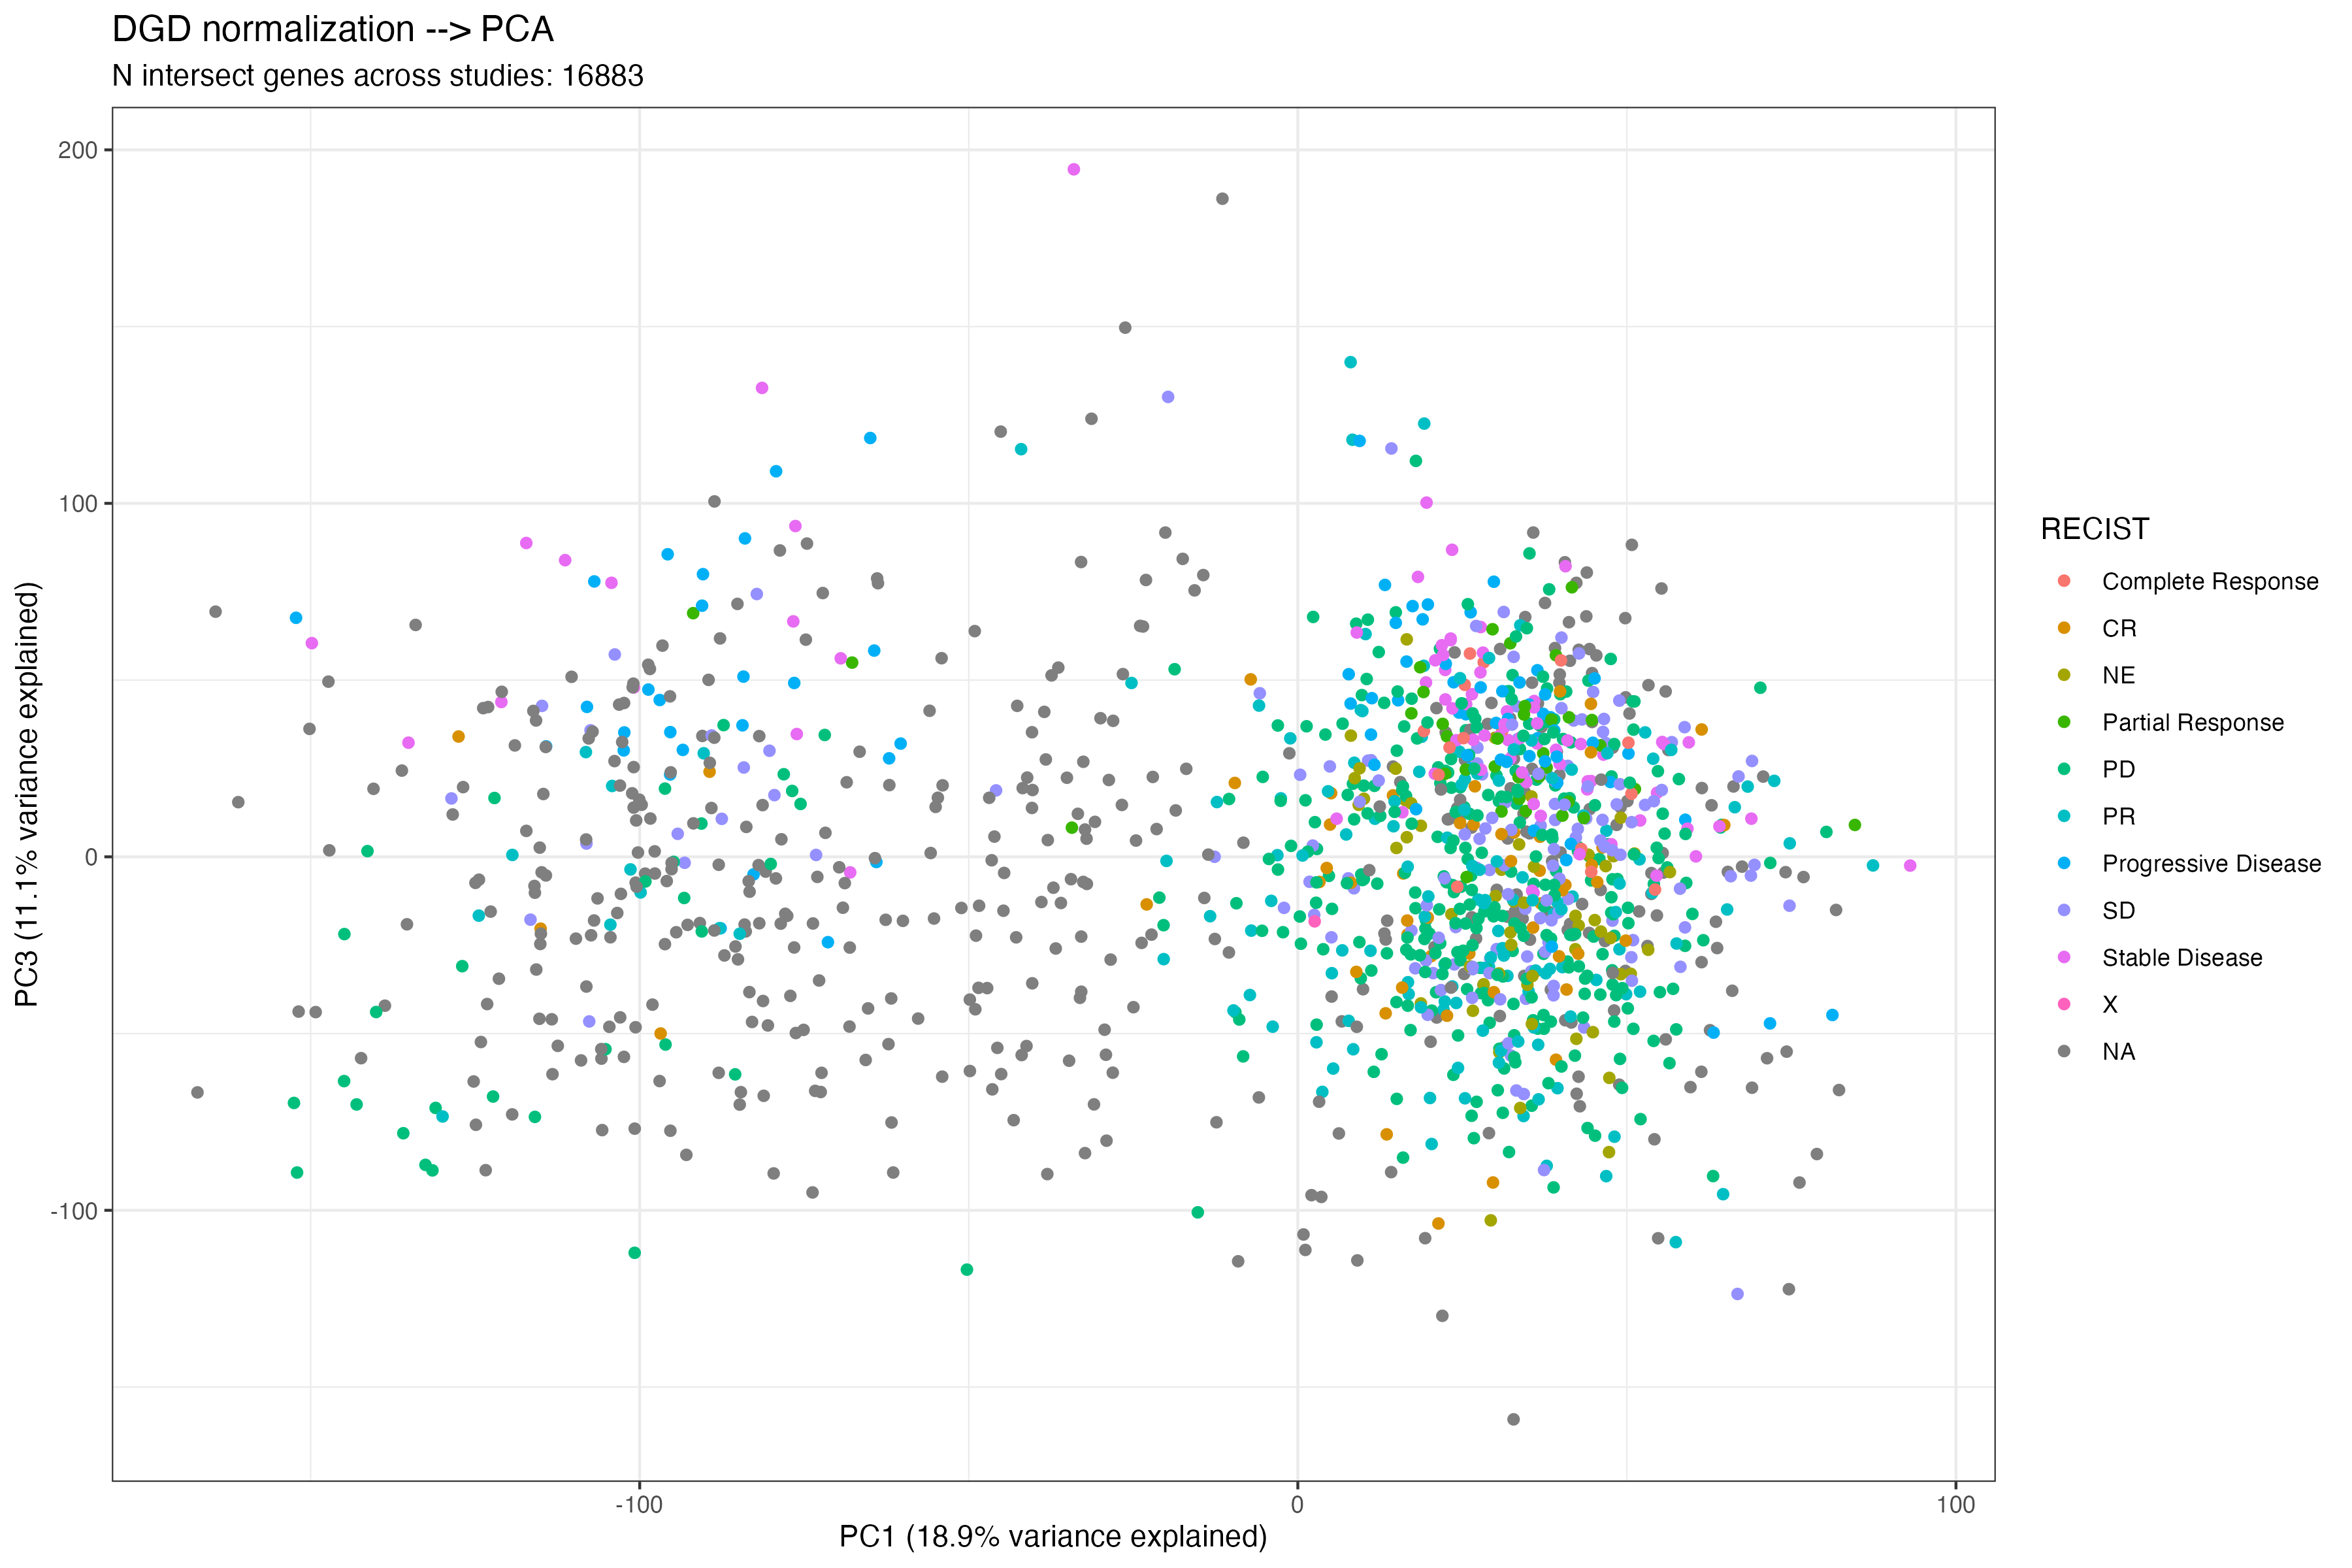 DGD normalization --> PCA
N intersect genes across studies: 16883
PC3 (11.1% variance explained)
200
100
0
-100
-100
0
100
PC1 (18.9% variance explained)
RECIST
Complete Response
CR
NE
Partial Response
PD
PR
Progressive Disease
SD
Stable Disease
X
NA